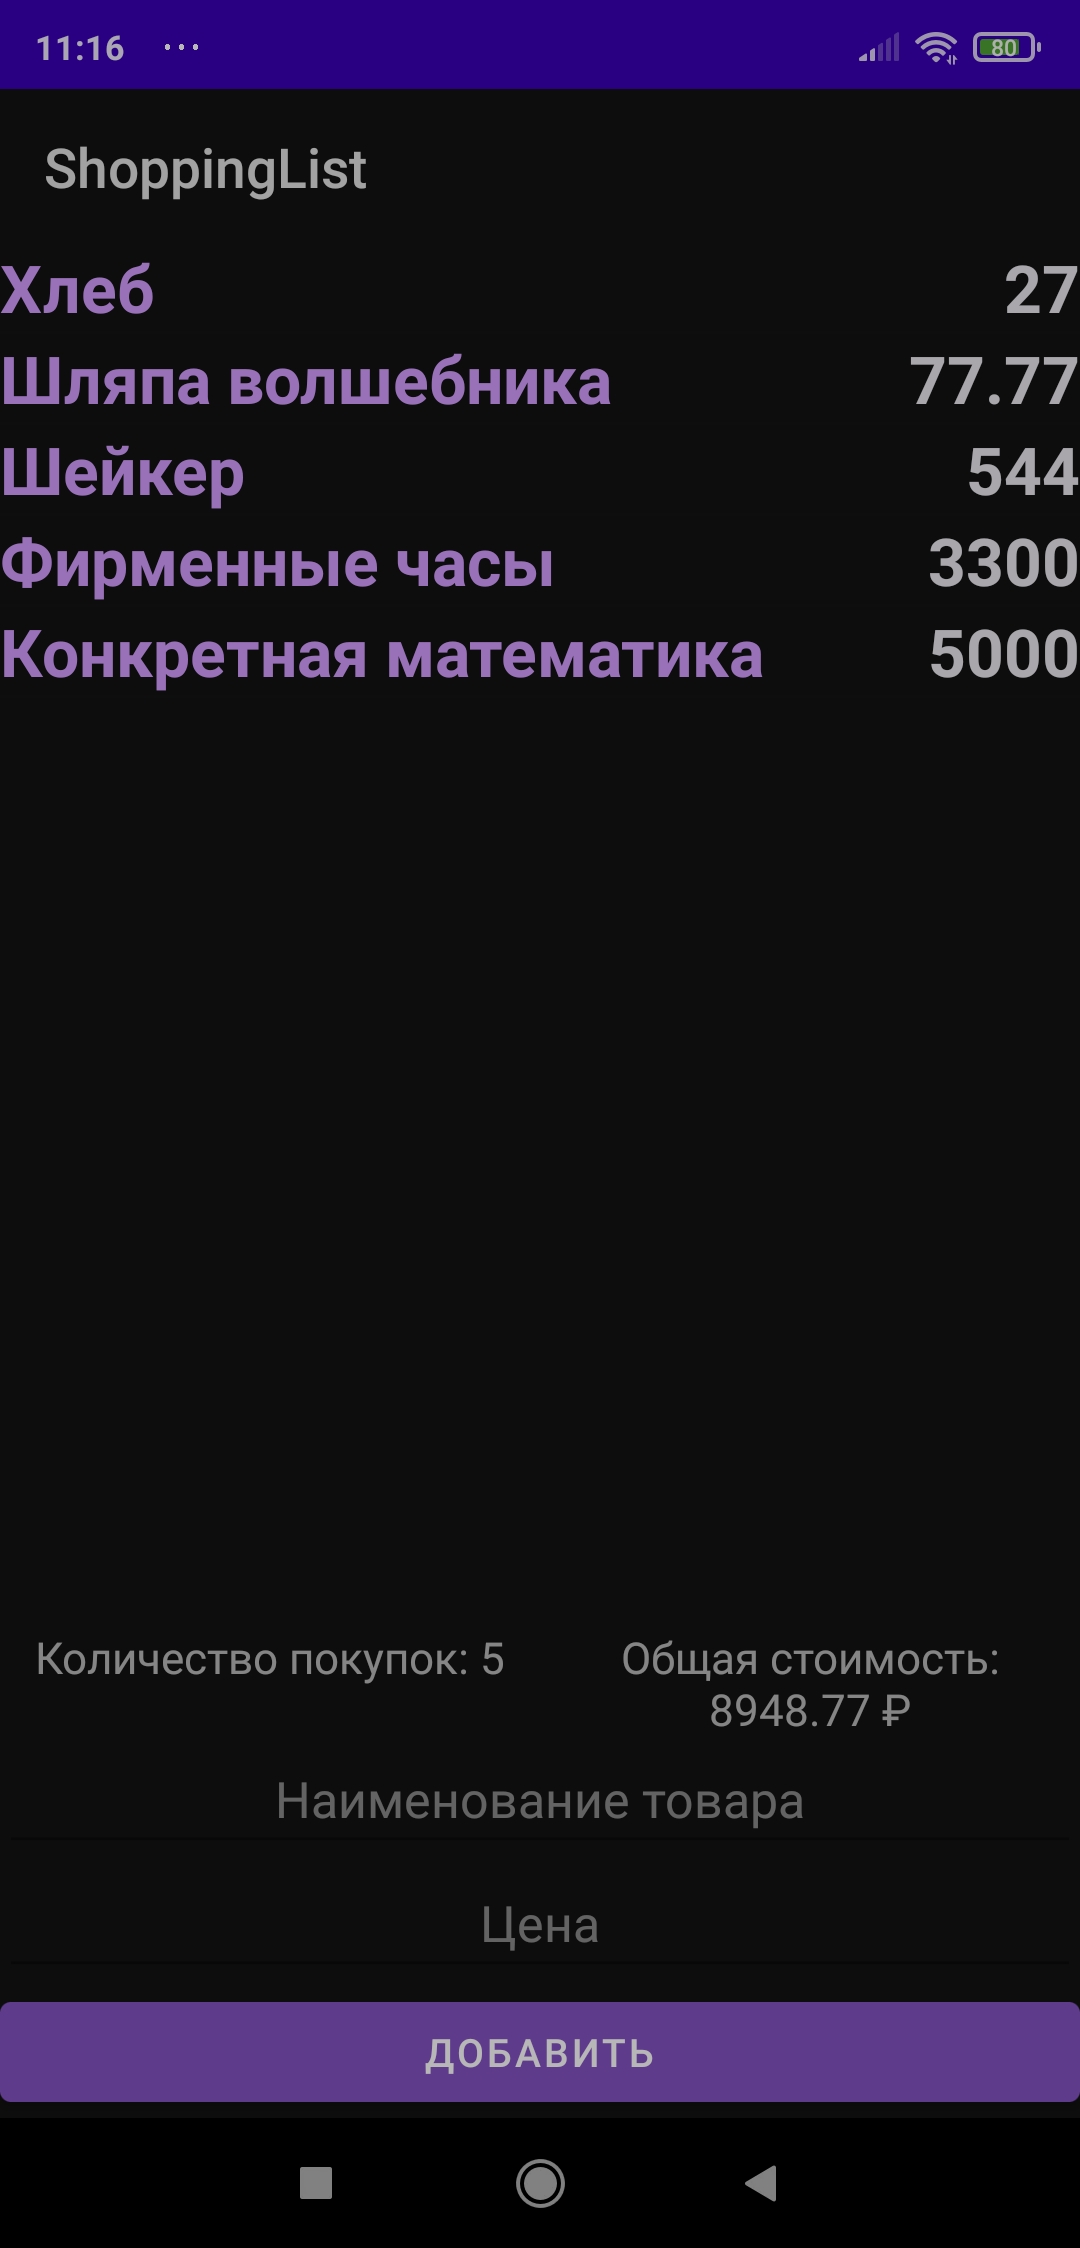 11:16 ... 80
ShoppingList
Хлеб 27
Шляпа волшебника 77.77
Шейкер 544
Фирменные часы 3300
Конкретная математика 5000
Количество покупок: 5 Общая стоимость:
8948.77 ₽
Наименование товара
Цена
ДОБАВИТЬ